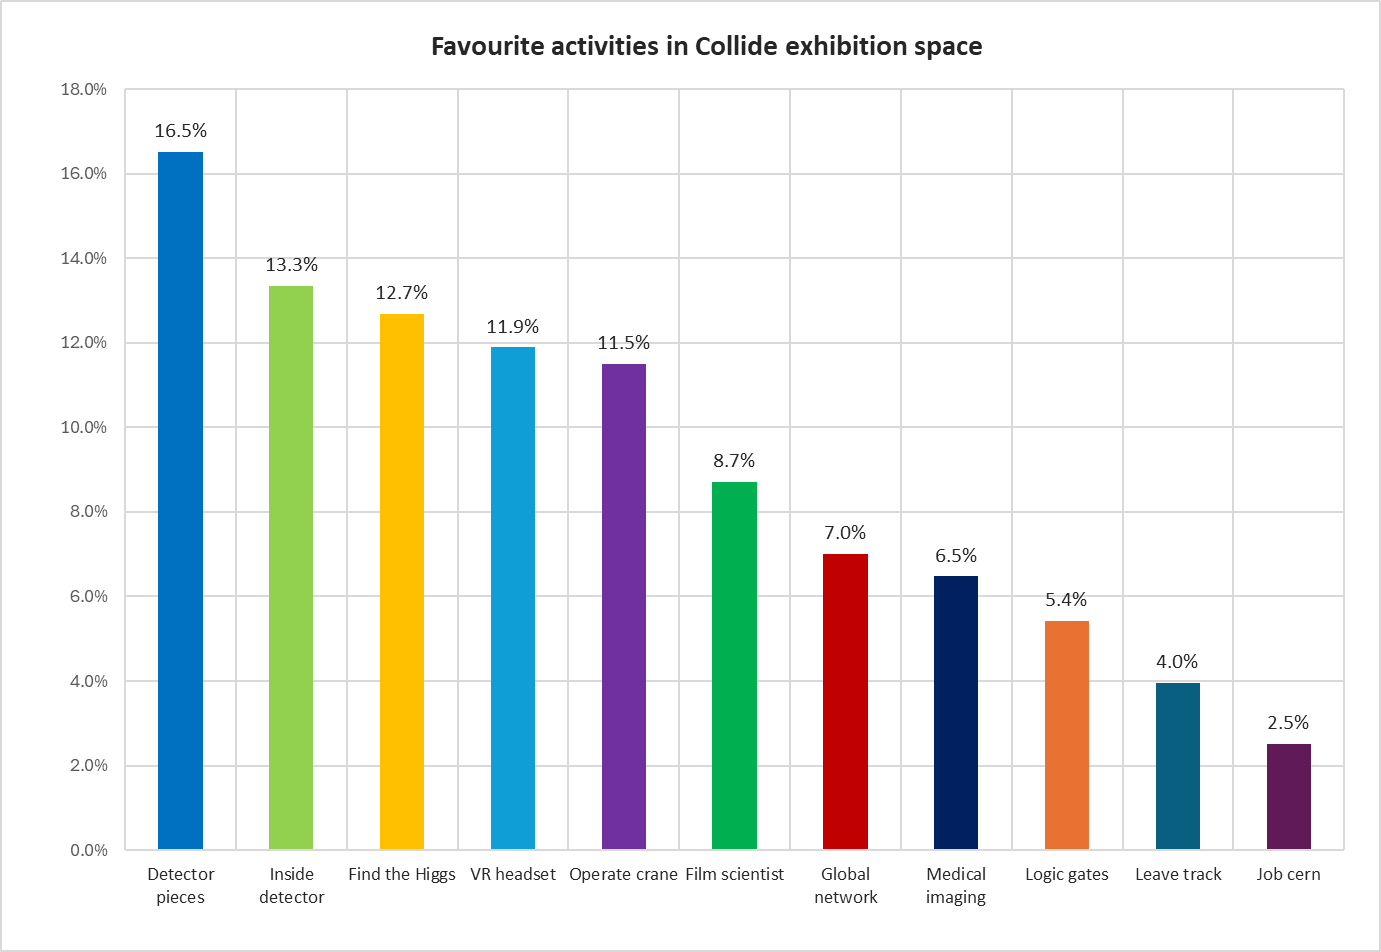 Favourite activities in Collide exhibition space
18.0%
16.0%
14.0%
12.0%
10.0%
8.0%
6.0%
4.0%
2.0%
0.0%
16.5%
13.3%
12.7%
11.9%
11.5%
8.7%
7.0%
6.5%
5.4%
4.0%
2.5%
Detector
pieces
Inside
detector
Find the Higgs
VR headset
Operate crane
Film scientist
Global
network
Medical
imaging
Logic gates
Leave track
Job cern